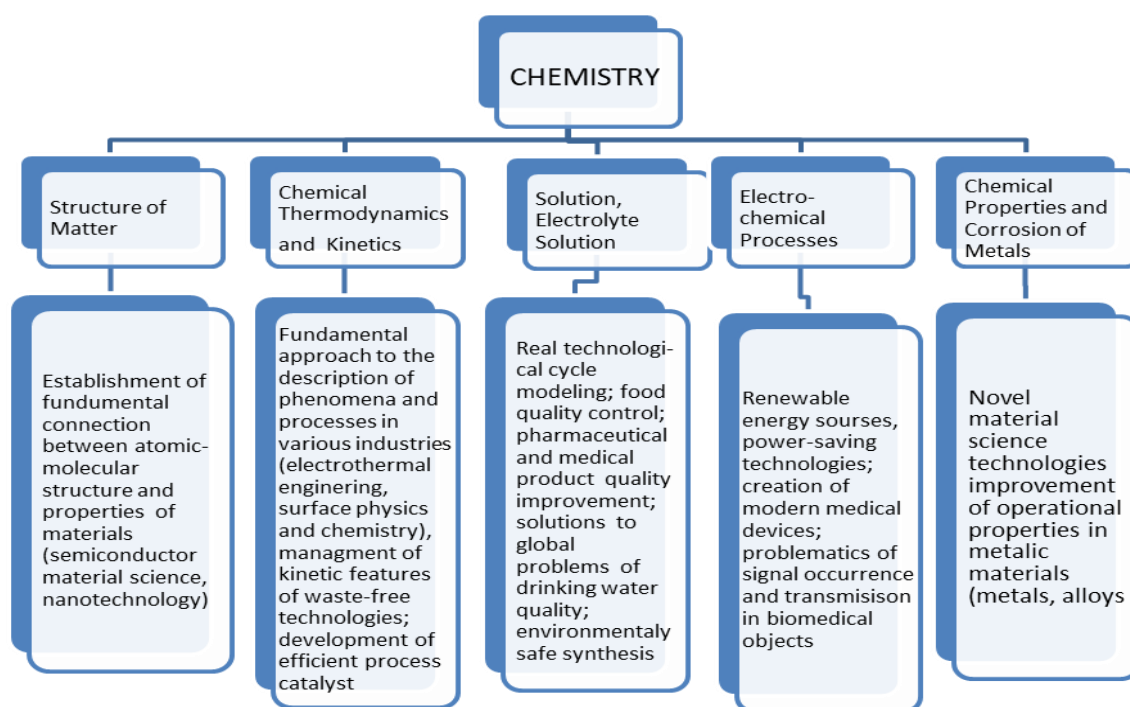 CHEMISTRY
Structure of
Matter
Chemical
Thermodynamics
and Kinetics
Solution,
Electrolyte
Solution
Electro-
chemical
Processes
Chemical
Properties and
Corrosion of
Metals
Establishment of
fundumental
connection
between atomic-
molecular
structure and
properties of
materials
(semiconductor
material science,
nanotechnology)
Fundamental
approach to the
description of
phenomena and
processes in
various industries
(electrothermal
enginering,
surface physics
and chemistry),
managment of
kinetic features
of waste-free
technologies;
development of
efficient process
catalyst
Real technologi-
cal cycle
modeling; food
quality control;
pharmaceutical
and medical
product quality
improvement;
solutions to
global
problems of
drinking water
quality;
environmentaly
safe synthesis
Renewable
energy sourses,
power-saving
technologies;
creation of
modern medical
devices;
problematics of
signal occurrence
and transmisison
in biomedical
objects
Novel
material
science
technologies
improvement
of operational
properties in
metalic
materials
(metals, alloys